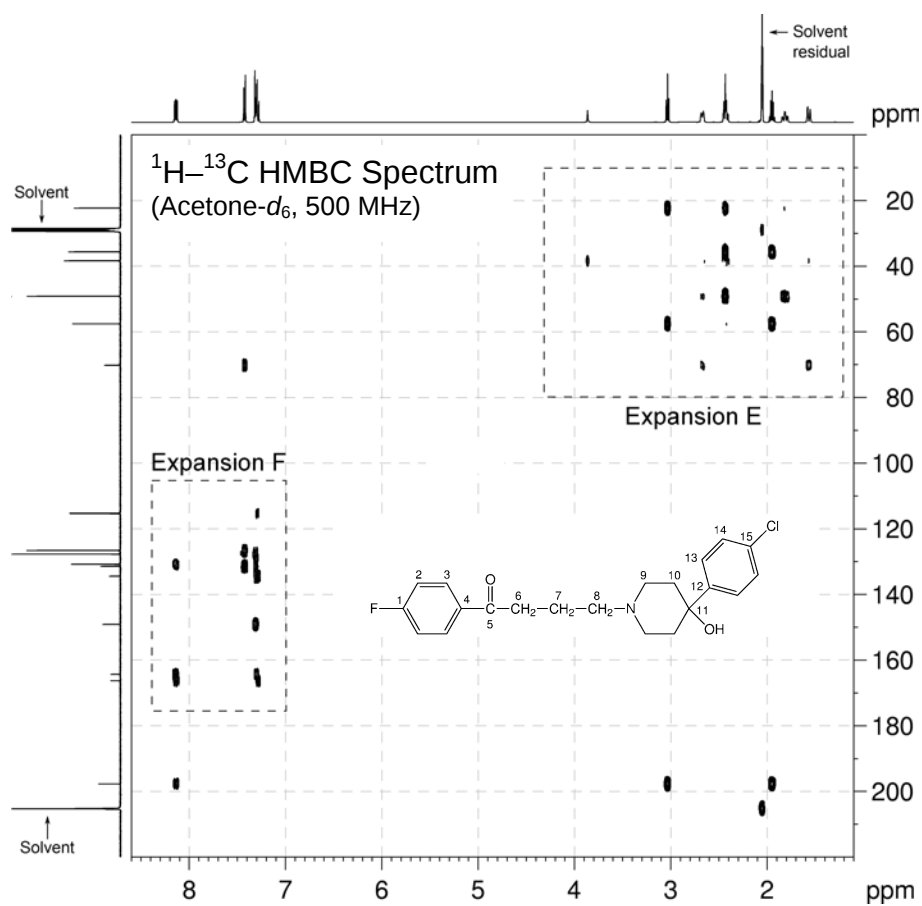 Solvent
residual
ppm
¹H–¹³C HMBC Spectrum
(Acetone-d₆, 500 MHz)
Solvent
20
40
60
80
Expansion E
Expansion F
100
120
140
160
180
200
14
Cl
15
13
9
10
12
11
OH
2
3
O
6
7
8
F
1
4
5
CH₂
CH₂
CH₂
N
Solvent
8
7
6
5
4
3
2
ppm